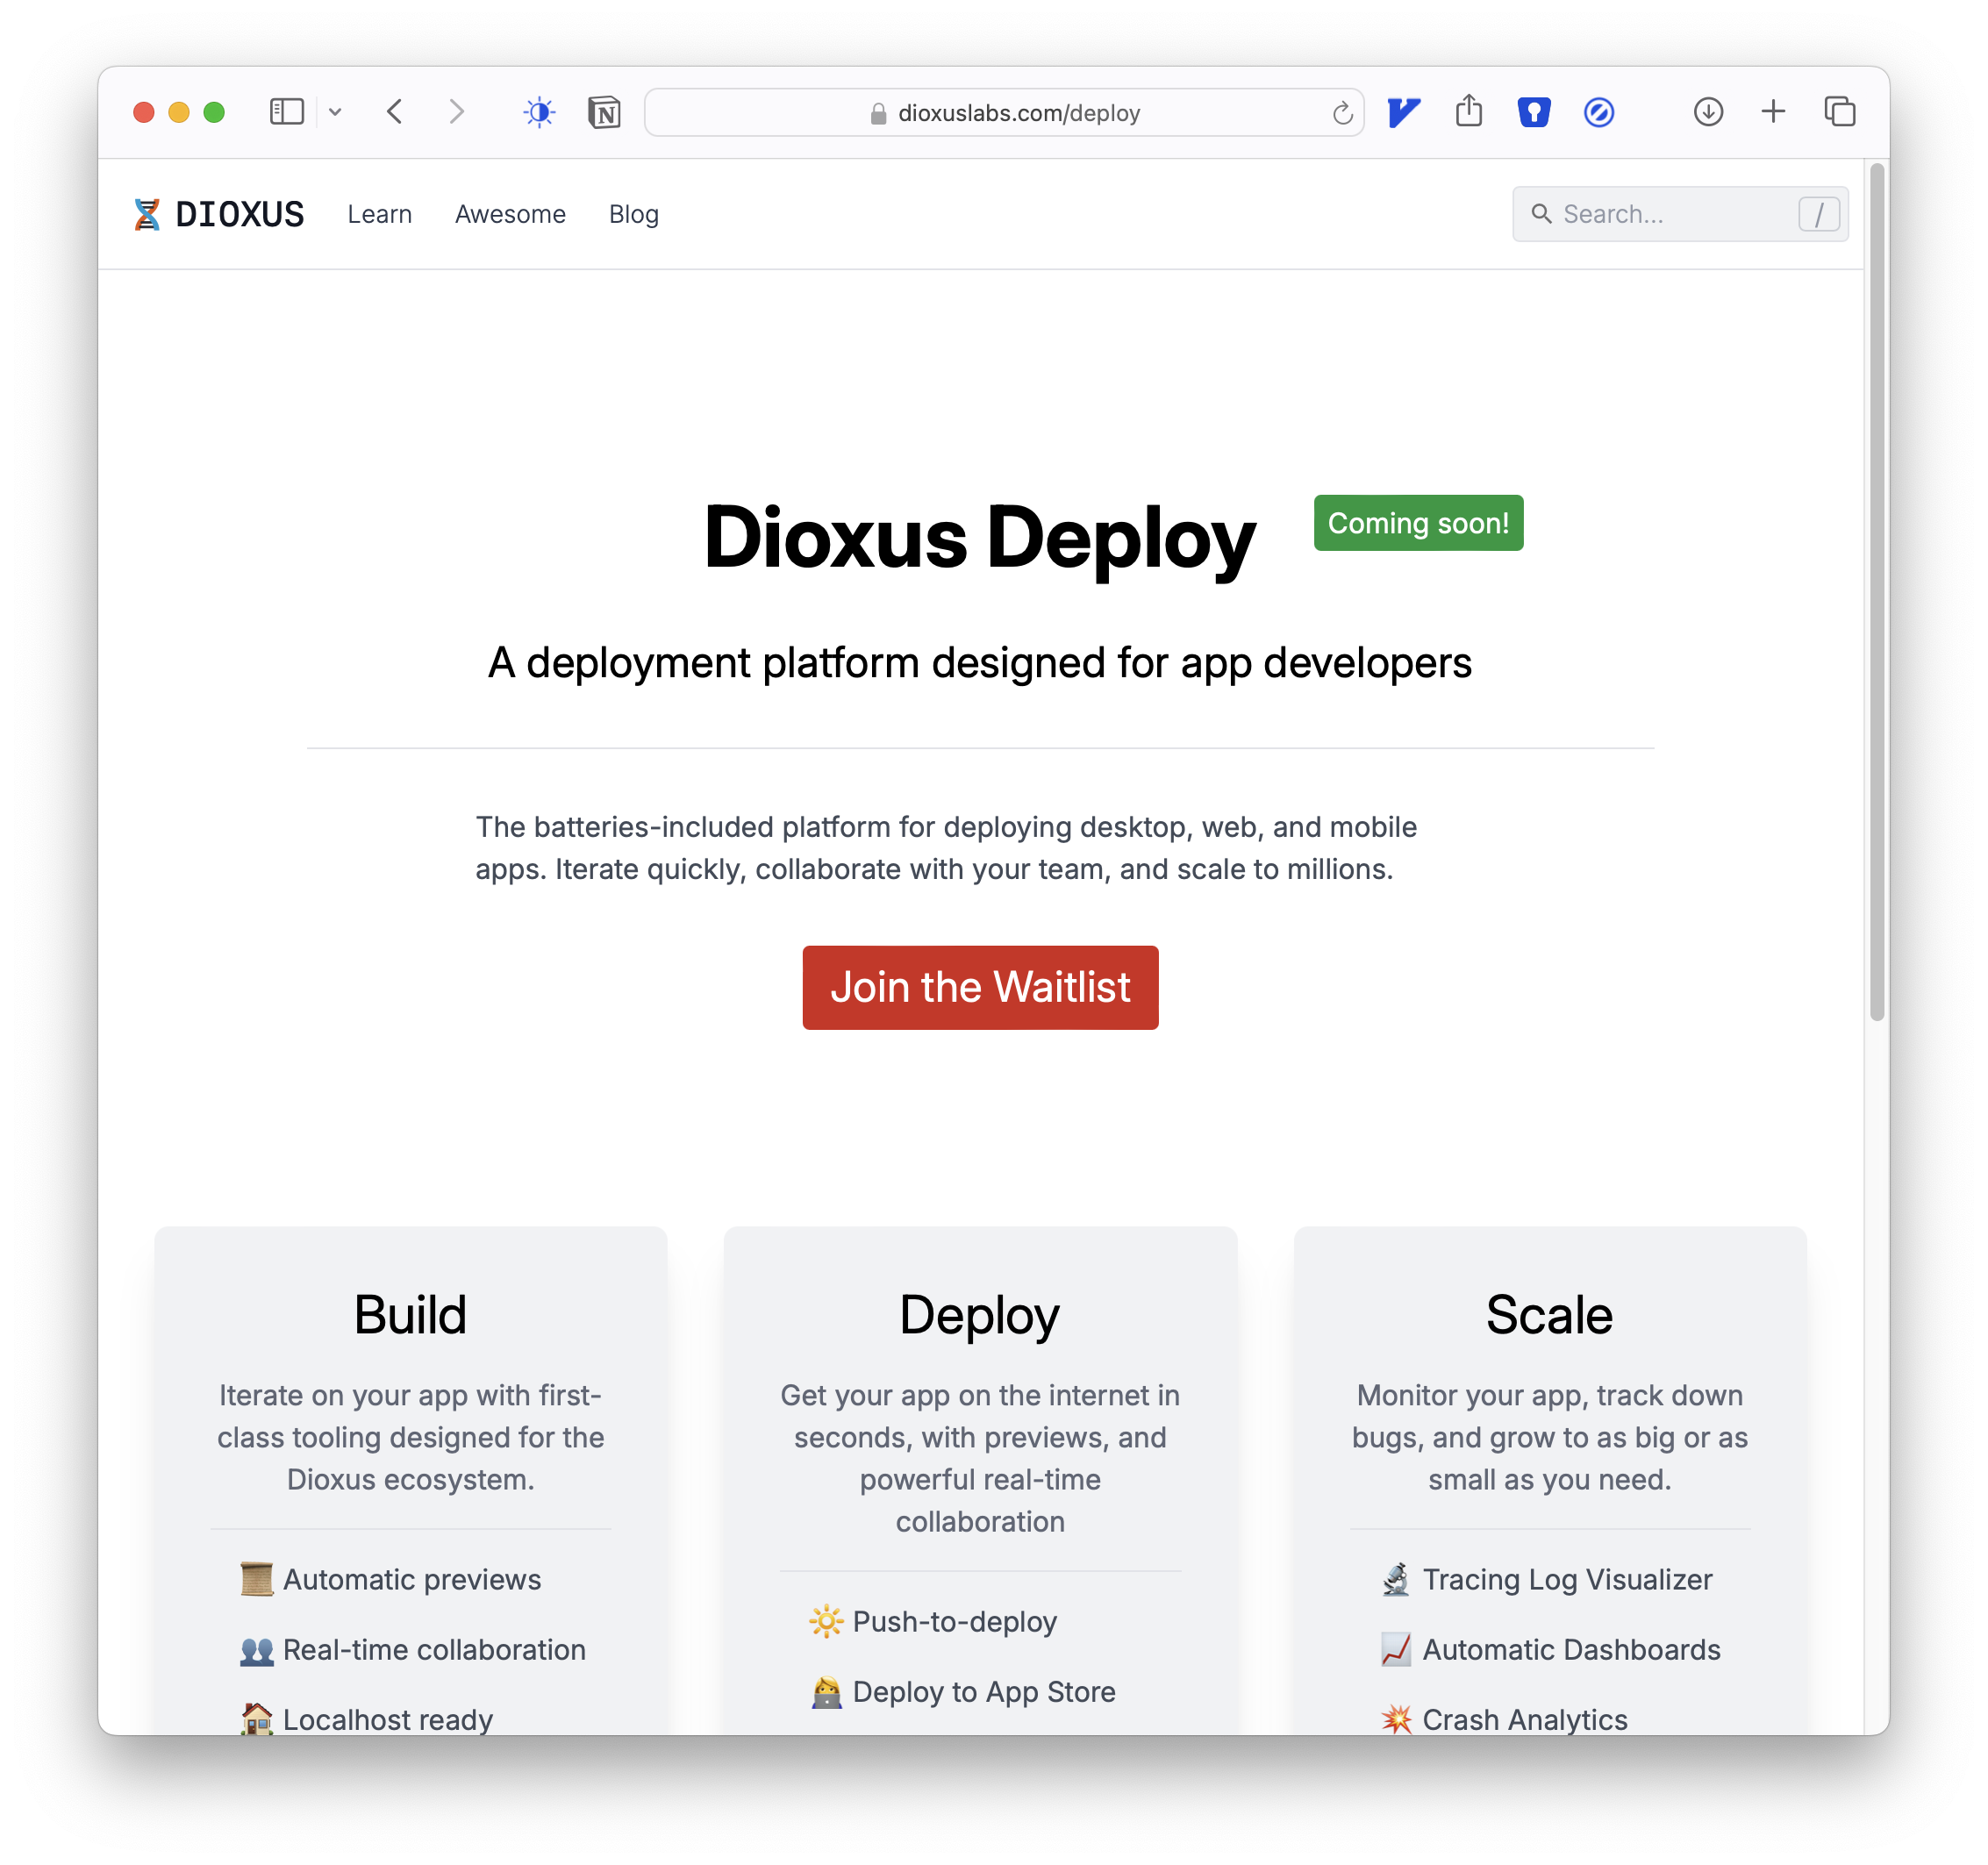 dioxuslabs.com/deploy
DIOXUS Learn Awesome Blog Search... /
Dioxus Deploy Coming soon!
A deployment platform designed for app developers
The batteries-included platform for deploying desktop, web, and mobile
apps. Iterate quickly, collaborate with your team, and scale to millions.
Join the Waitlist
Build
Iterate on your app with first-
class tooling designed for the
Dioxus ecosystem.
📜 Automatic previews
👥 Real-time collaboration
🏠 Localhost ready
Deploy
Get your app on the internet in
seconds, with previews, and
powerful real-time
collaboration
🔆 Push-to-deploy
👩‍💻 Deploy to App Store
Scale
Monitor your app, track down
bugs, and grow to as big or as
small as you need.
🔬 Tracing Log Visualizer
📈 Automatic Dashboards
💥 Crash Analytics